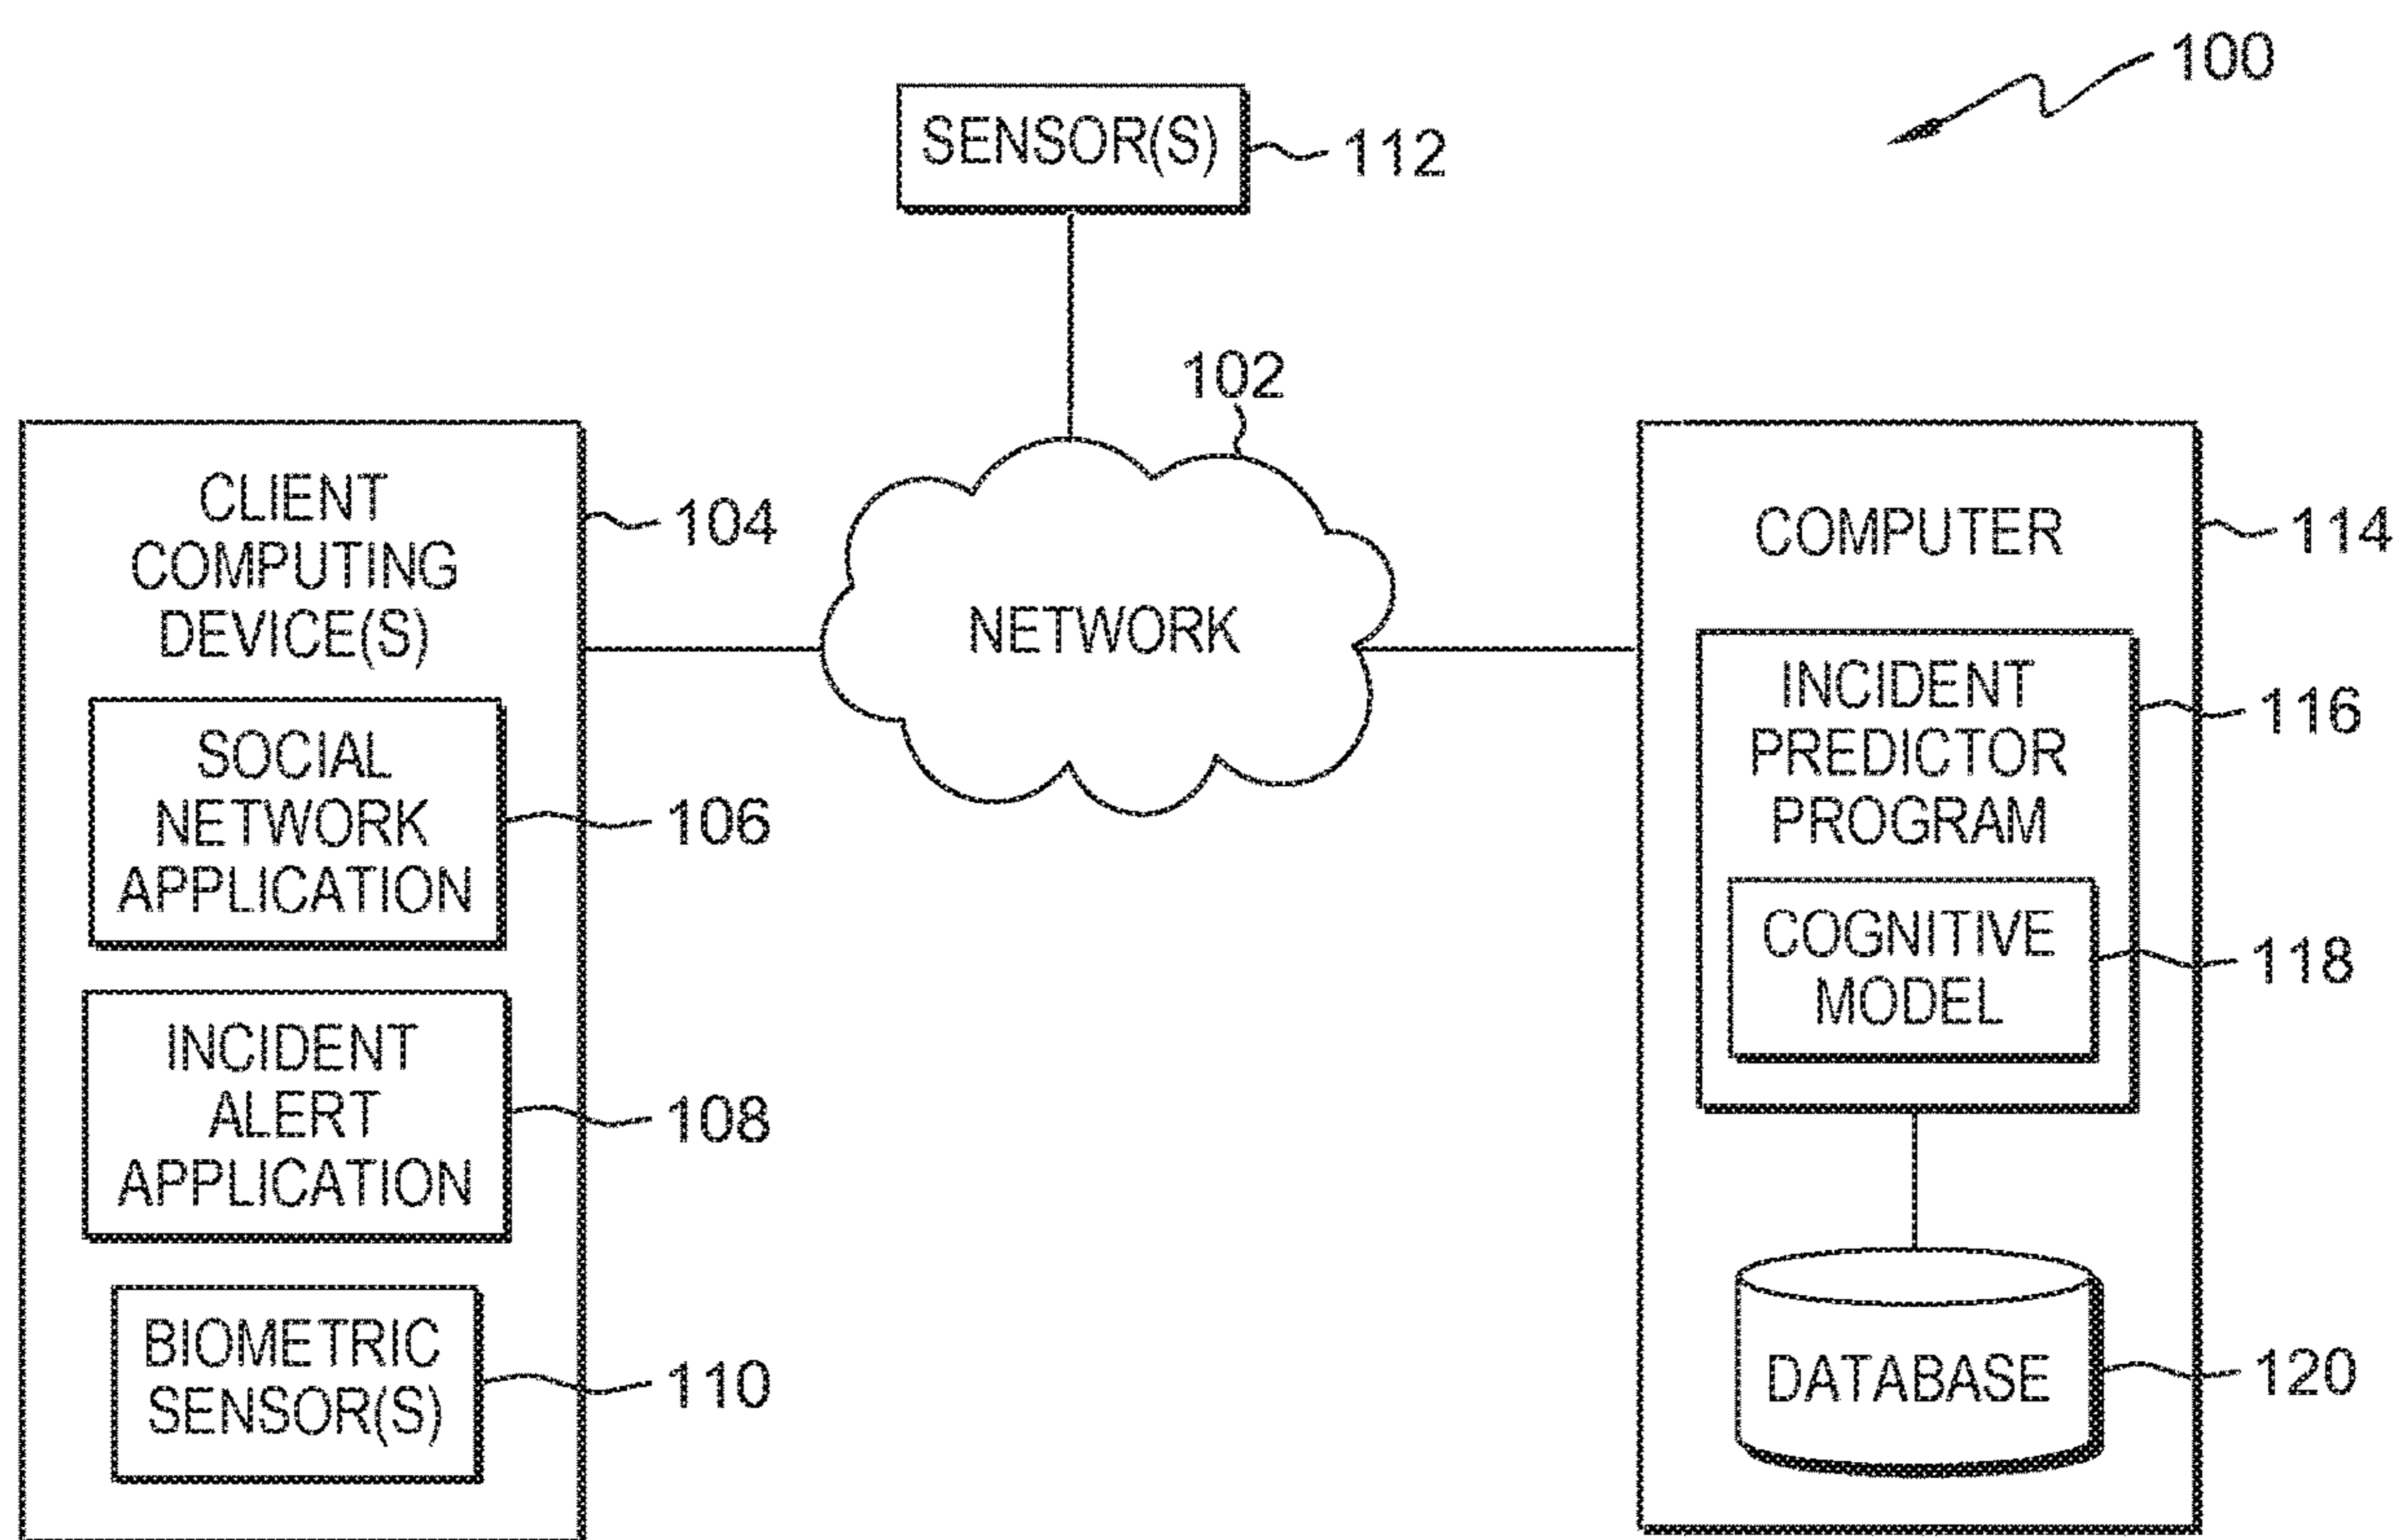 100
SENSOR(S)
112
102
NETWORK
CLIENT
COMPUTING
DEVICE(S)
104
SOCIAL
NETWORK
APPLICATION
106
INCIDENT
ALERT
APPLICATION
108
BIOMETRIC
SENSOR(S)
110
COMPUTER
114
INCIDENT
PREDICTOR
PROGRAM
116
COGNITIVE
MODEL
118
DATABASE
120